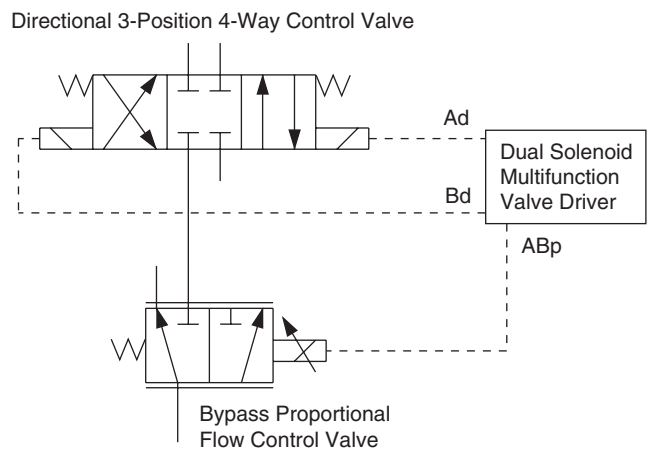 Directional 3-Position 4-Way Control Valve
Ad
Dual Solenoid
Multifunction
Valve Driver
Bd
ABp
Bypass Proportional
Flow Control Valve